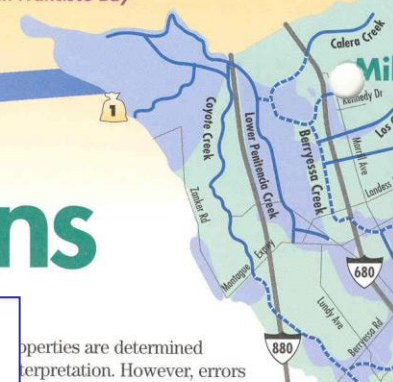 n Francisco Bay
Calera Creek
Mil
Kennedy Dr
Los C
Coyote Creek
Lower Penitencia Creek
Berryessa Creek
Morrill Ave
Landess
Zanker Rd
1
ns
Montague Expwy
680
Lundy Ave
Berryessa Rd
880
operties are determined
terpretation. However, errors